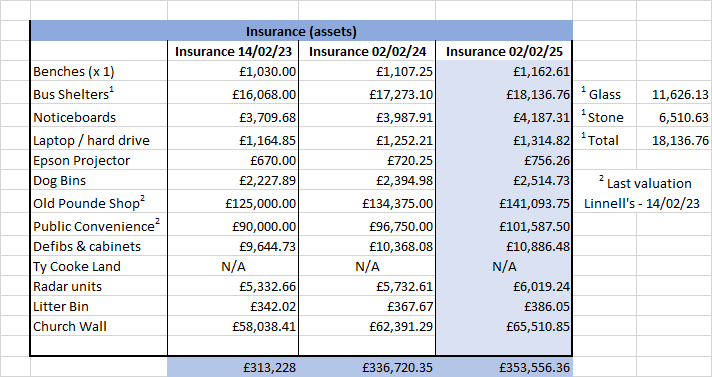 Insurance (assets)
Insurance 14/02/23 Insurance 02/02/24 Insurance 02/02/25
Benches (x 1) £1,030.00 £1,107.25 £1,162.61
Bus Shelters¹ £16,068.00 £17,273.10 £18,136.76 ¹ Glass 11,626.13
Noticeboards £3,709.68 £3,987.91 £4,187.31 ¹ Stone 6,510.63
Laptop / hard drive £1,164.85 £1,252.21 £1,314.82 ¹ Total 18,136.76
Epson Projector £670.00 £720.25 £756.26
Dog Bins £2,227.89 £2,394.98 £2,514.73 ² Last valuation
Old Pounde Shop² £125,000.00 £134,375.00 £141,093.75 Linnell's - 14/02/23
Public Convenience² £90,000.00 £96,750.00 £101,587.50
Defibs & cabinets £9,644.73 £10,368.08 £10,886.48
Ty Cooke Land N/A N/A N/A
Radar units £5,332.66 £5,732.61 £6,019.24
Litter Bin £342.02 £367.67 £386.05
Church Wall £58,038.41 £62,391.29 £65,510.85
£313,228 £336,720.35 £353,556.36